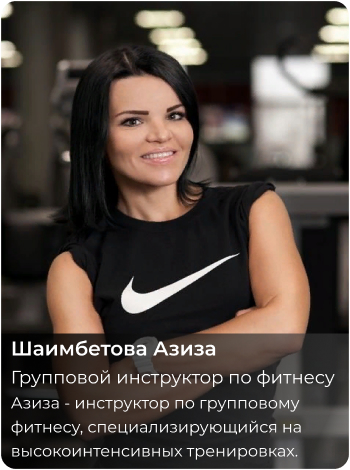 Шаимбетова Азиза
Групповой инструктор по фитнесу
Азиза - инструктор по групповому
фитнесу, специализирующийся на
высокоинтенсивных тренировках.